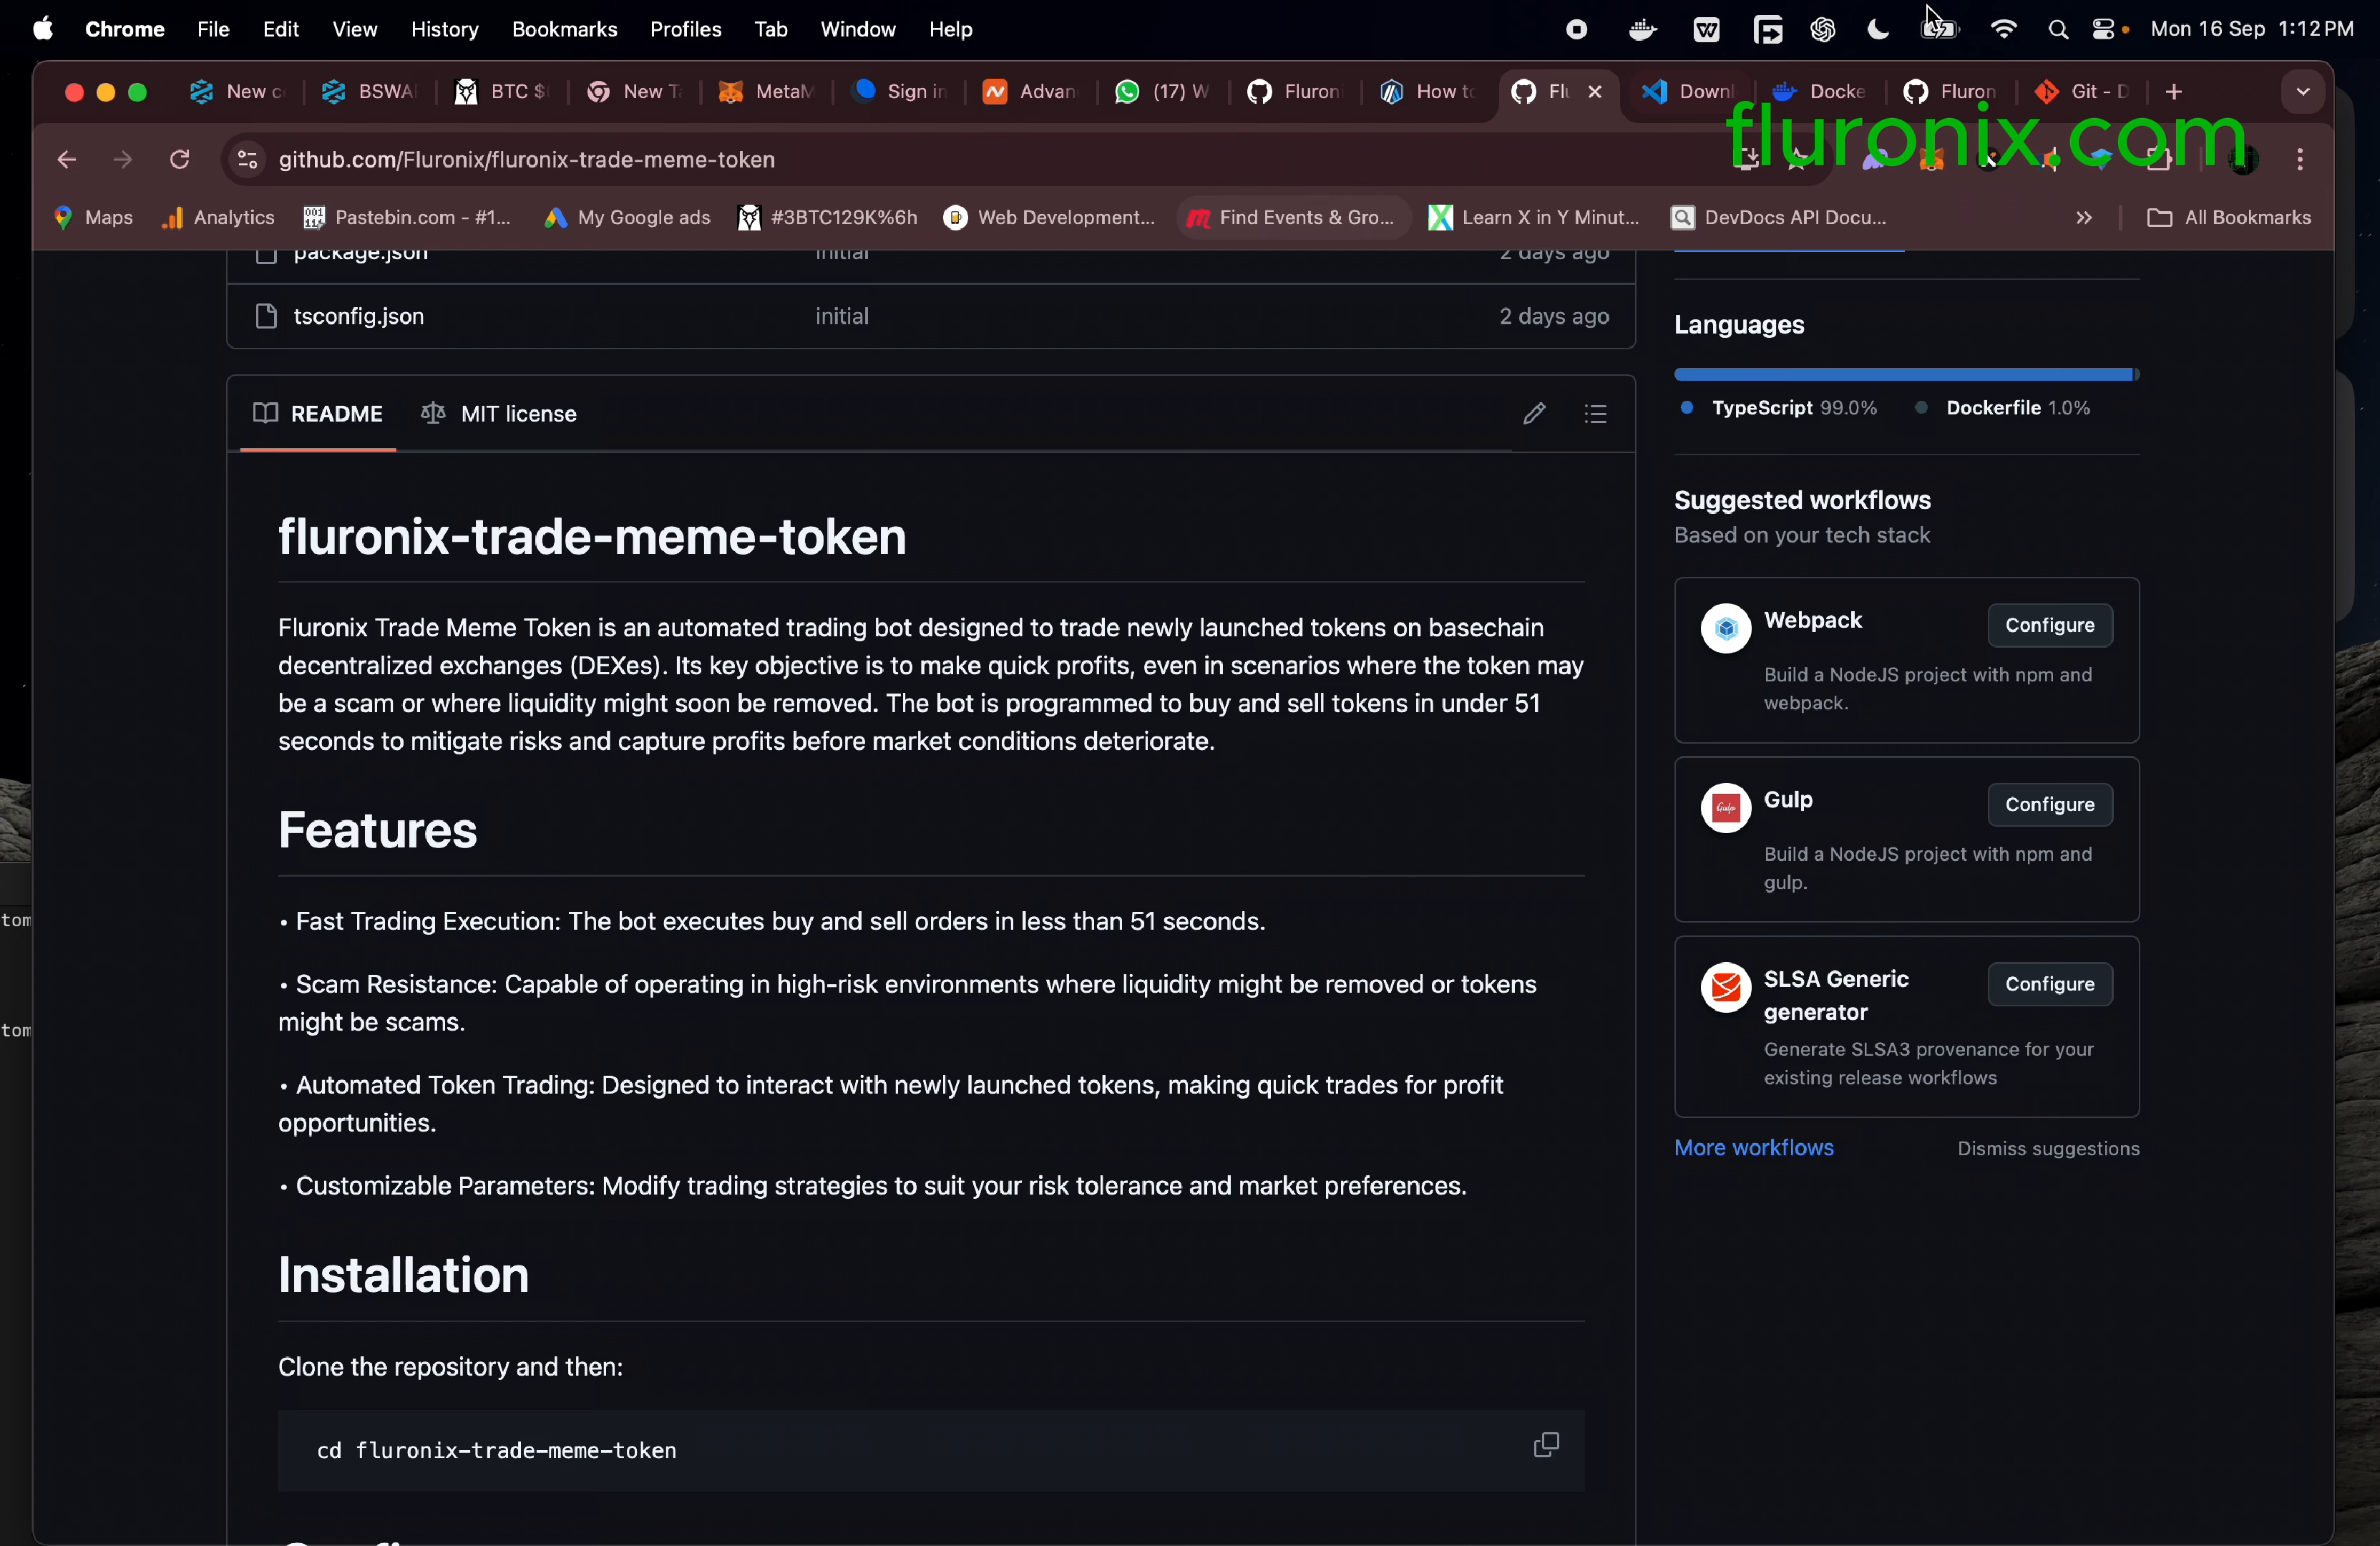 Chrome File Edit View History Bookmarks Profiles Tab Window Help Mon 16 Sep 1:12 PM
New BSWA BTC $ New MetaM Sign in Advan (17) W Fluron How to Flu Downl Docke Fluron Git - D
fluronix.com
github.com/Fluronix/fluronix-trade-meme-token
Maps Analytics Pastebin.com - #1... My Google ads #3BTC129K%6h Web Development... Find Events & Gro... Learn X in Y Minut... DevDocs API Docu... All Bookmarks
package.json initial 2 days ago
tsconfig.json initial 2 days ago
README MIT license
fluronix-trade-meme-token
Fluronix Trade Meme Token is an automated trading bot designed to trade newly launched tokens on basechain
decentralized exchanges (DEXes). Its key objective is to make quick profits, even in scenarios where the token may
be a scam or where liquidity might soon be removed. The bot is programmed to buy and sell tokens in under 51
seconds to mitigate risks and capture profits before market conditions deteriorate.
Features
• Fast Trading Execution: The bot executes buy and sell orders in less than 51 seconds.
• Scam Resistance: Capable of operating in high-risk environments where liquidity might be removed or tokens
might be scams.
• Automated Token Trading: Designed to interact with newly launched tokens, making quick trades for profit
opportunities.
• Customizable Parameters: Modify trading strategies to suit your risk tolerance and market preferences.
Installation
Clone the repository and then:
cd fluronix-trade-meme-token
Languages
TypeScript 99.0% Dockerfile 1.0%
Suggested workflows
Based on your tech stack
Webpack Configure
Build a NodeJS project with npm and
webpack.
Gulp Configure
Build a NodeJS project with npm and
gulp.
SLSA Generic Configure
generator
Generate SLSA3 provenance for your
existing release workflows
More workflows Dismiss suggestions
tom
tom